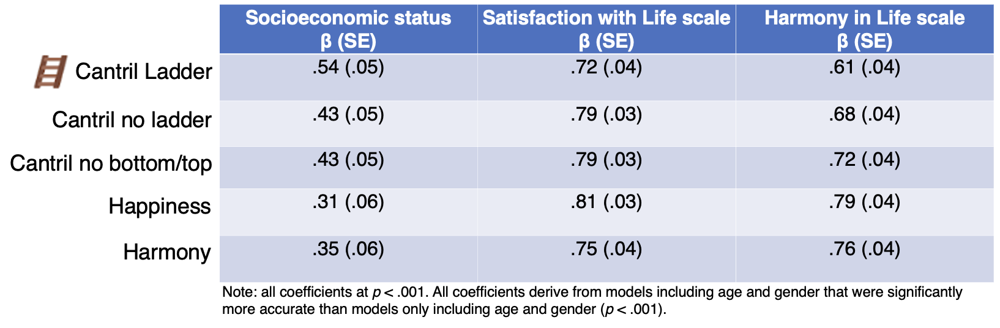 Socioeconomic status Satisfaction with Life scale Harmony in Life scale
β (SE) β (SE) β (SE)
Cantril Ladder .54 (.05) .72 (.04) .61 (.04)
Cantril no ladder .43 (.05) .79 (.03) .68 (.04)
Cantril no bottom/top .43 (.05) .79 (.03) .72 (.04)
Happiness .31 (.06) .81 (.03) .79 (.04)
Harmony .35 (.06) .75 (.04) .76 (.04)
Note: all coefficients at p < .001. All coefficients derive from models including age and gender that were significantly
more accurate than models only including age and gender (p < .001).